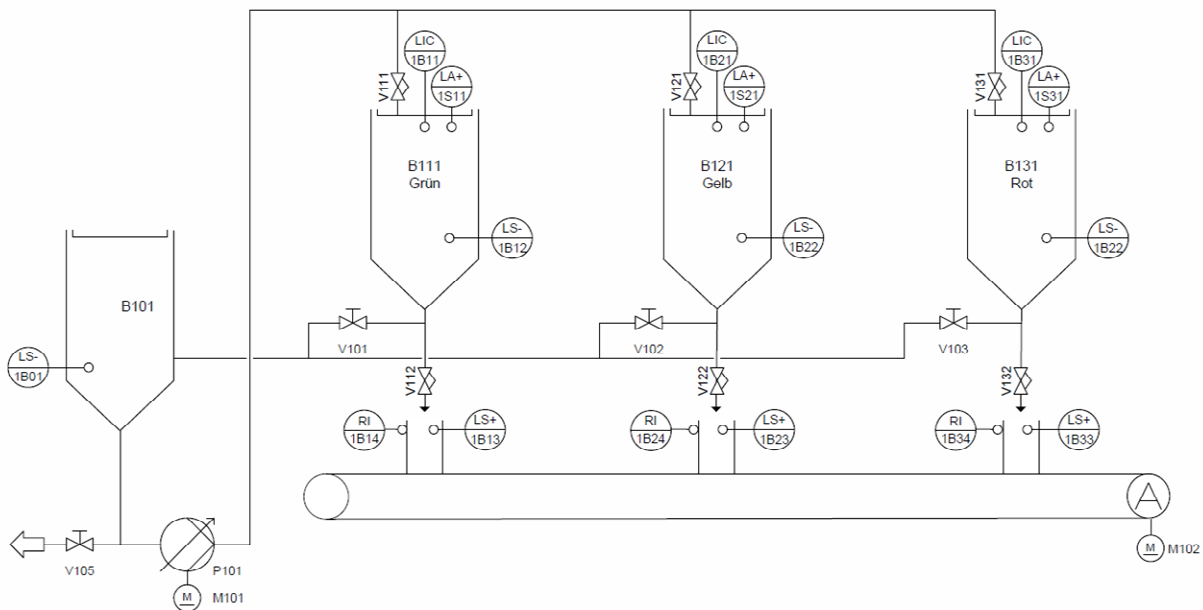 LIC
1B11
LIC
1B21
LIC
1B31
V111
LA+
1S11
V121
LA+
1S21
V131
LA+
1S31
B111
Grün
B121
Gelb
B131
Rot
LS-
1B12
LS-
1B22
LS-
1B22
B101
V101
V102
V103
LS-
1B01
V112
V122
V132
RI
1B14
LS+
1B13
RI
1B24
LS+
1B23
RI
1B34
LS+
1B33
A
M
M102
V105
P101
M
M101